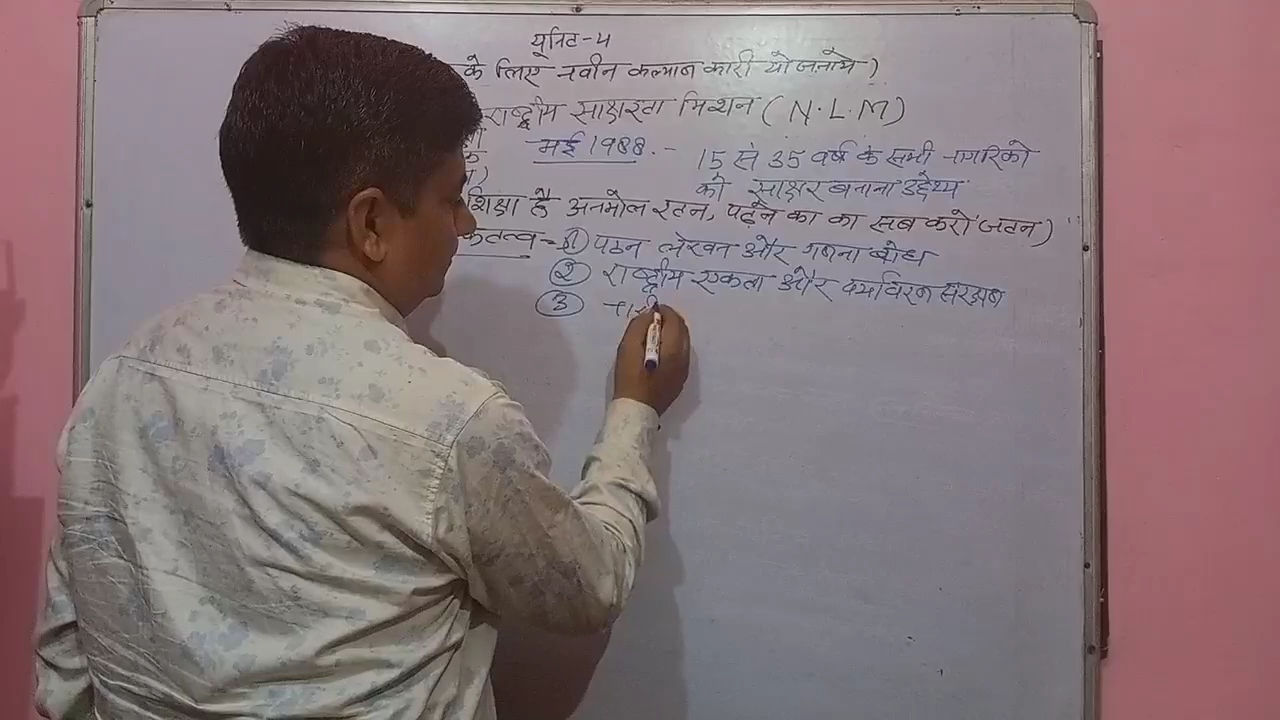 यूनिट-4
के लिए नवीन कल्याणकारी योजनाये)
राष्ट्रीय साक्षरता मिशन (N.L.M)
मई 1988.- 15 से 35 वर्ष के सभी नागरिको
को साक्षर बनाना उद्देश्य
शिक्षा है अनमोल रतन, पढ़ने का का सब करो जतन)"
कतत्व = 1) पठन लेखन और गणना बोध
② राष्ट्रीय एकता और पर्यावरण संरक्षण
③ नारी